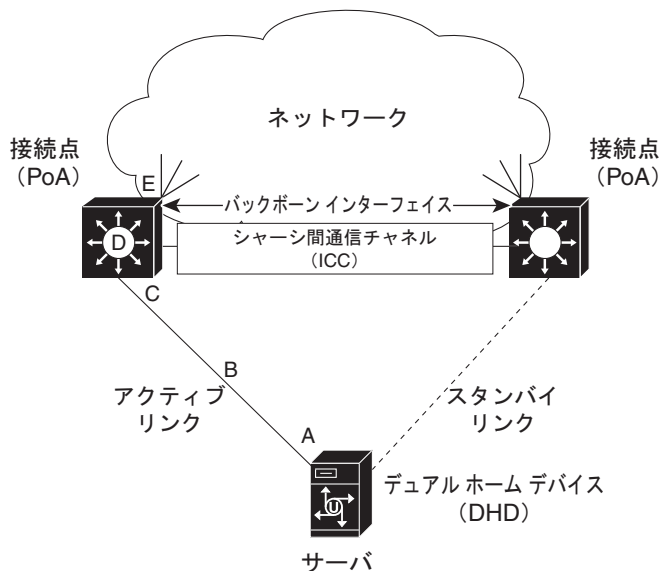 ネットワーク
接続点
（PoA）
接続点
（PoA）
E
バックボーン インターフェイス
D
シャーシ間通信チャネル
（ICC）
C
B
アクティブ
リンク
スタンバイ
リンク
A
U
デュアル ホーム デバイス
（DHD）
サーバ